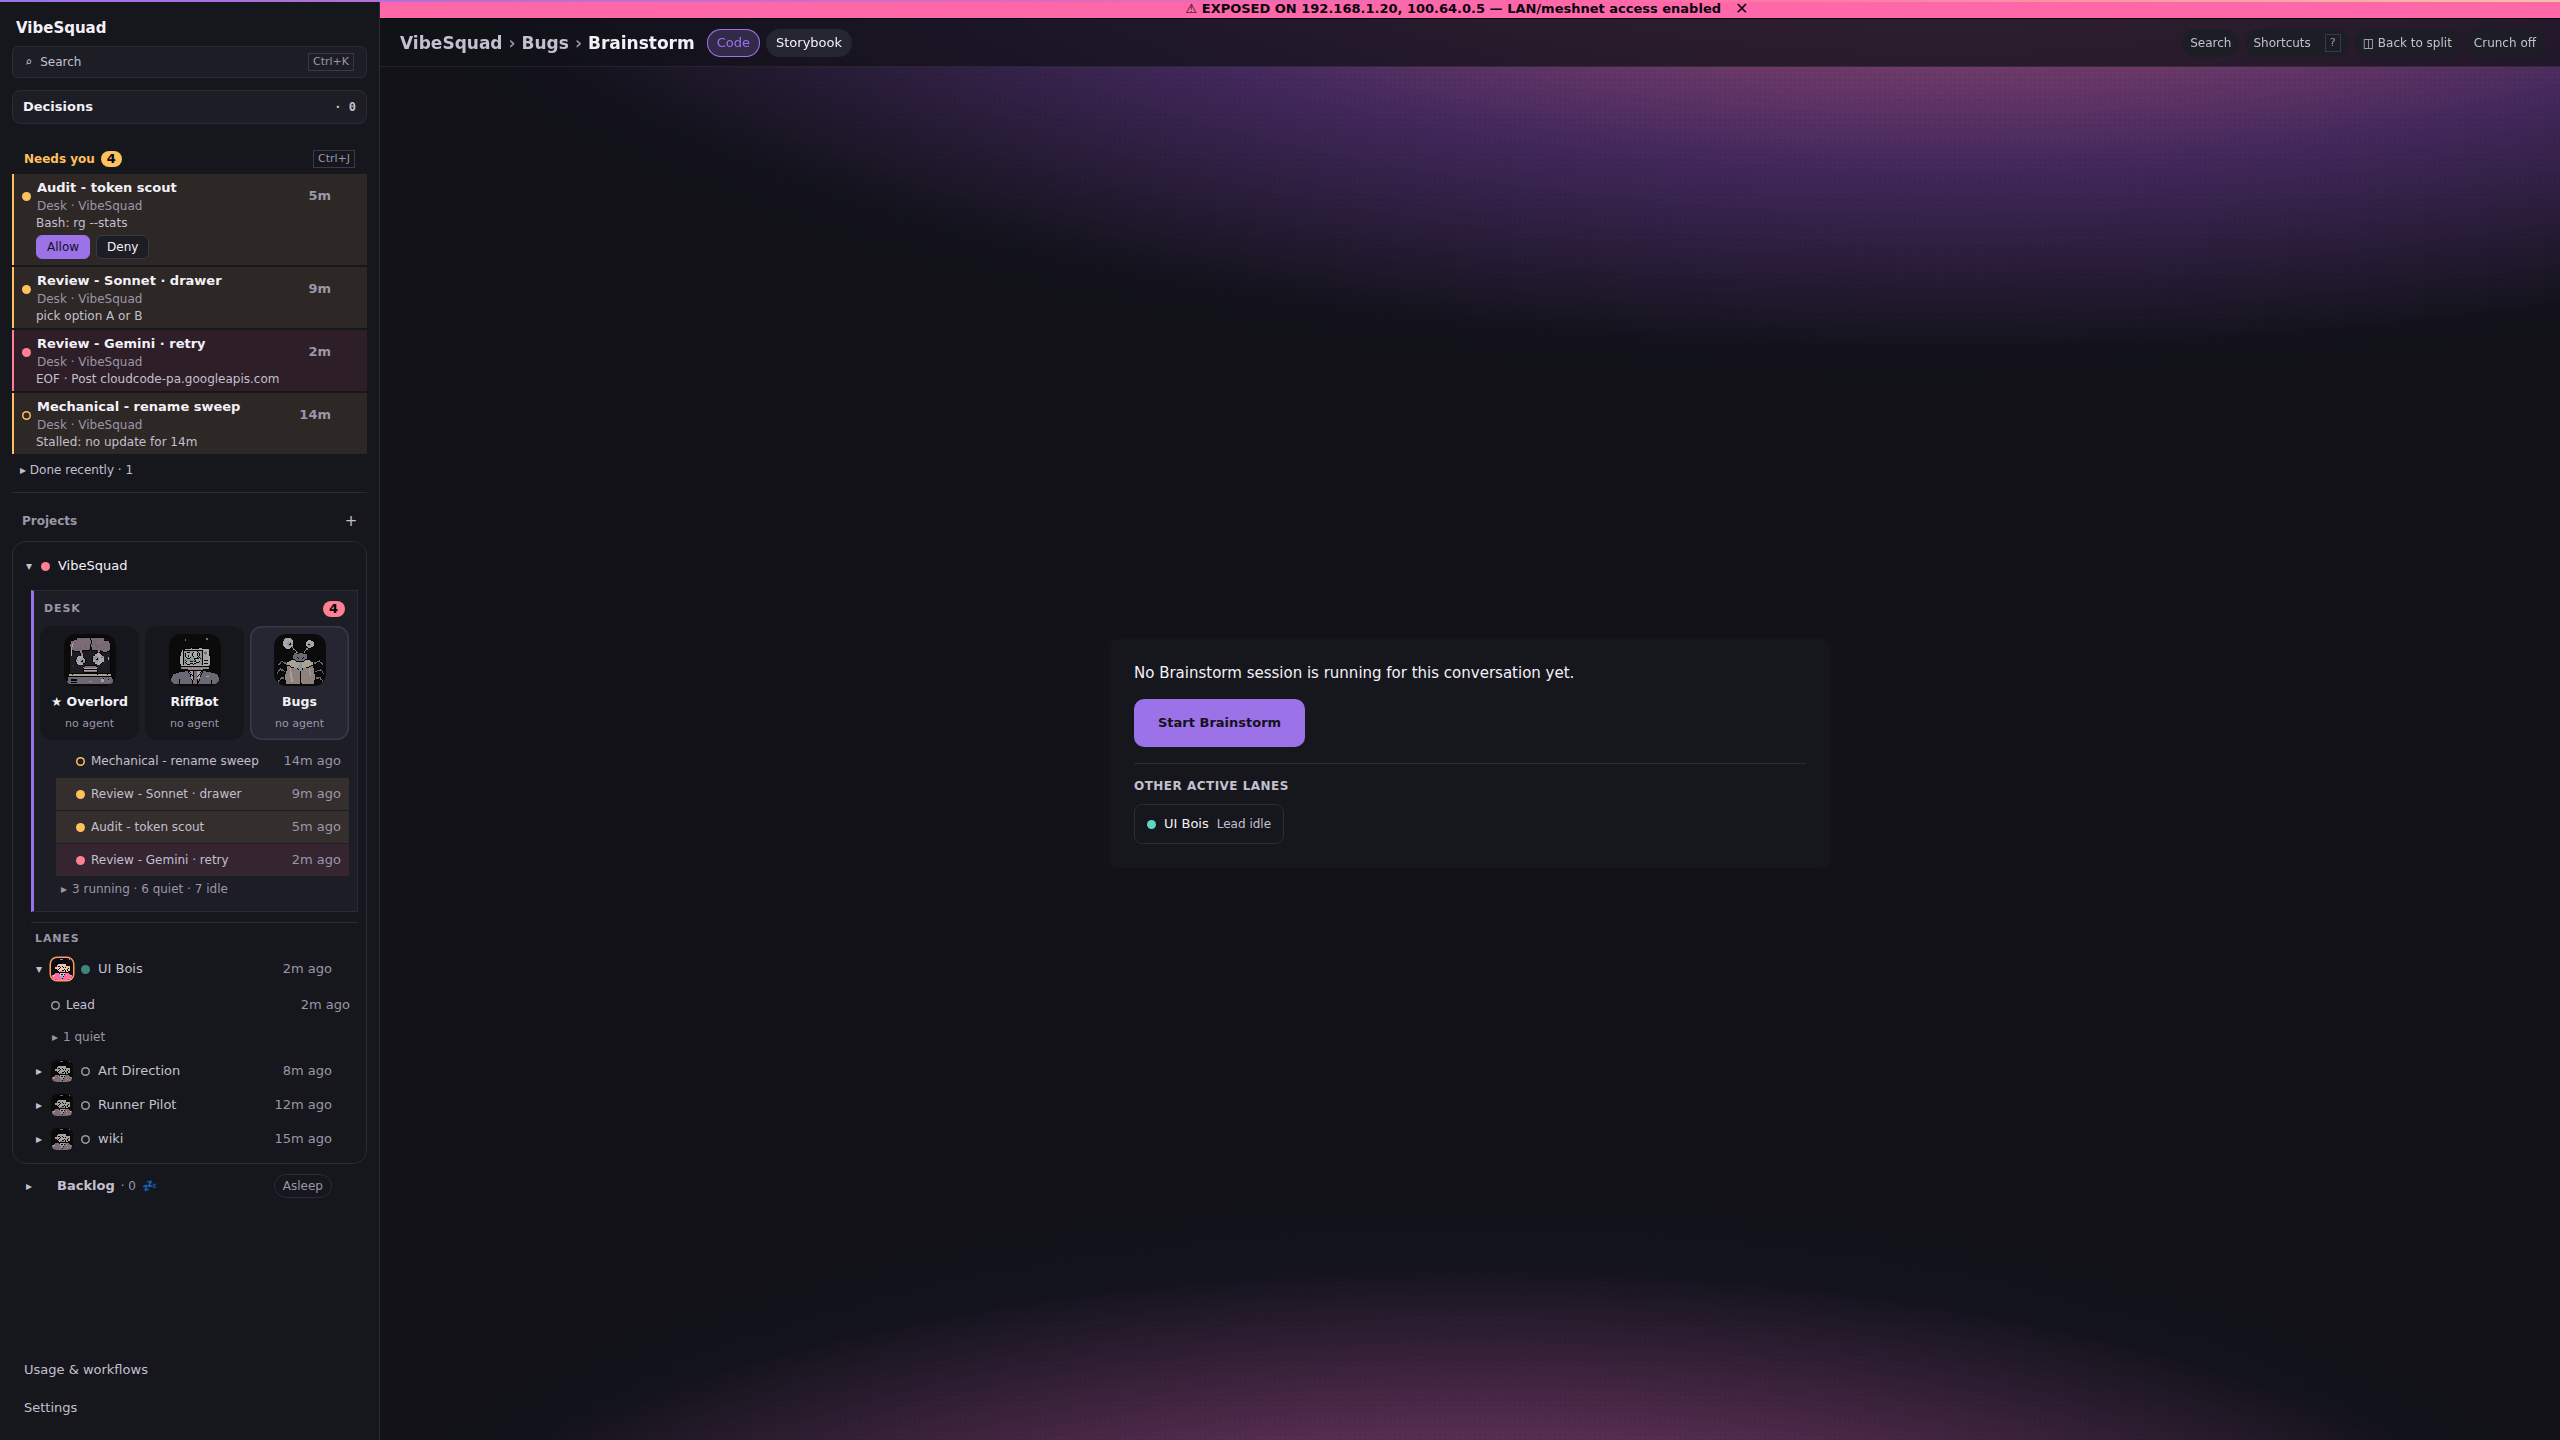 VibeSquad
Search Ctrl+K
Decisions · 0
Needs you 4 Ctrl+J
Audit - token scout 5m
Desk · VibeSquad
Bash: rg --stats
Allow Deny
Review - Sonnet · drawer 9m
Desk · VibeSquad
pick option A or B
Review - Gemini · retry 2m
Desk · VibeSquad
EOF · Post cloudcode-pa.googleapis.com
Mechanical - rename sweep 14m
Desk · VibeSquad
Stalled: no update for 14m
▸ Done recently · 1
Projects +
▾ VibeSquad
DESK 4
★ Overlord RiffBot Bugs
no agent no agent no agent
Mechanical - rename sweep 14m ago
Review - Sonnet · drawer 9m ago
Audit - token scout 5m ago
Review - Gemini · retry 2m ago
▸ 3 running · 6 quiet · 7 idle
LANES
▾ UI Bois 2m ago
Lead 2m ago
▸ 1 quiet
▸ Art Direction 8m ago
▸ Runner Pilot 12m ago
▸ wiki 15m ago
▸ Backlog · 0 💤 Asleep
Usage & workflows
Settings
⚠ EXPOSED ON 192.168.1.20, 100.64.0.5 — LAN/meshnet access enabled ✕
VibeSquad › Bugs › Brainstorm Code Storybook Search Shortcuts ? ◫ Back to split Crunch off
No Brainstorm session is running for this conversation yet.
Start Brainstorm
OTHER ACTIVE LANES
UI Bois Lead idle